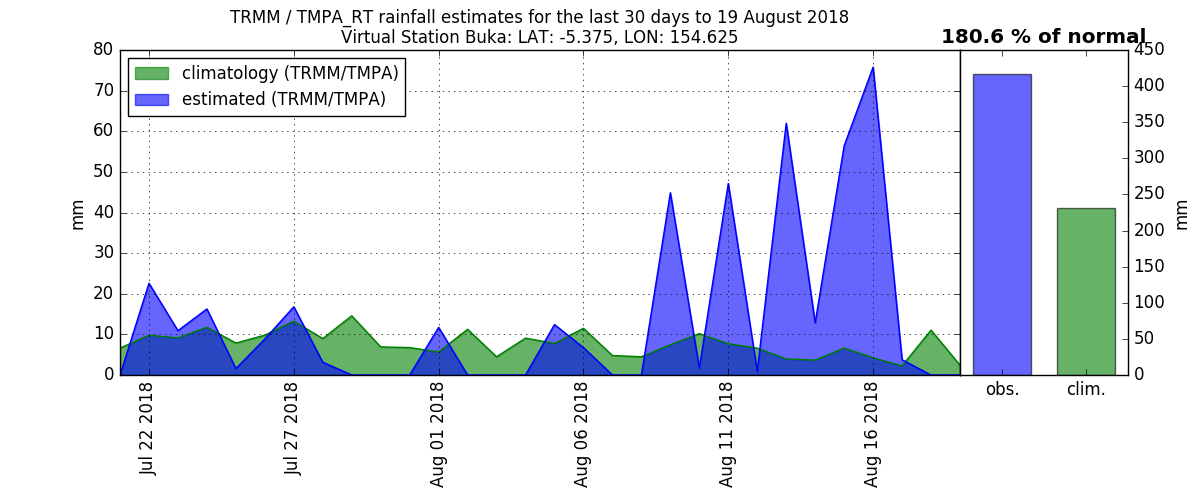 TRMM / TMPA_RT rainfall estimates for the last 30 days to 19 August 2018
Virtual Station Buka: LAT: -5.375, LON: 154.625
180.6 % of normal
climatology (TRMM/TMPA)
estimated (TRMM/TMPA)
mm
80
70
60
50
40
30
20
10
0
Jul 22 2018
Jul 27 2018
Aug 01 2018
Aug 06 2018
Aug 11 2018
Aug 16 2018
obs.
clim.
450
400
350
300
250
200
150
100
50
0
mm